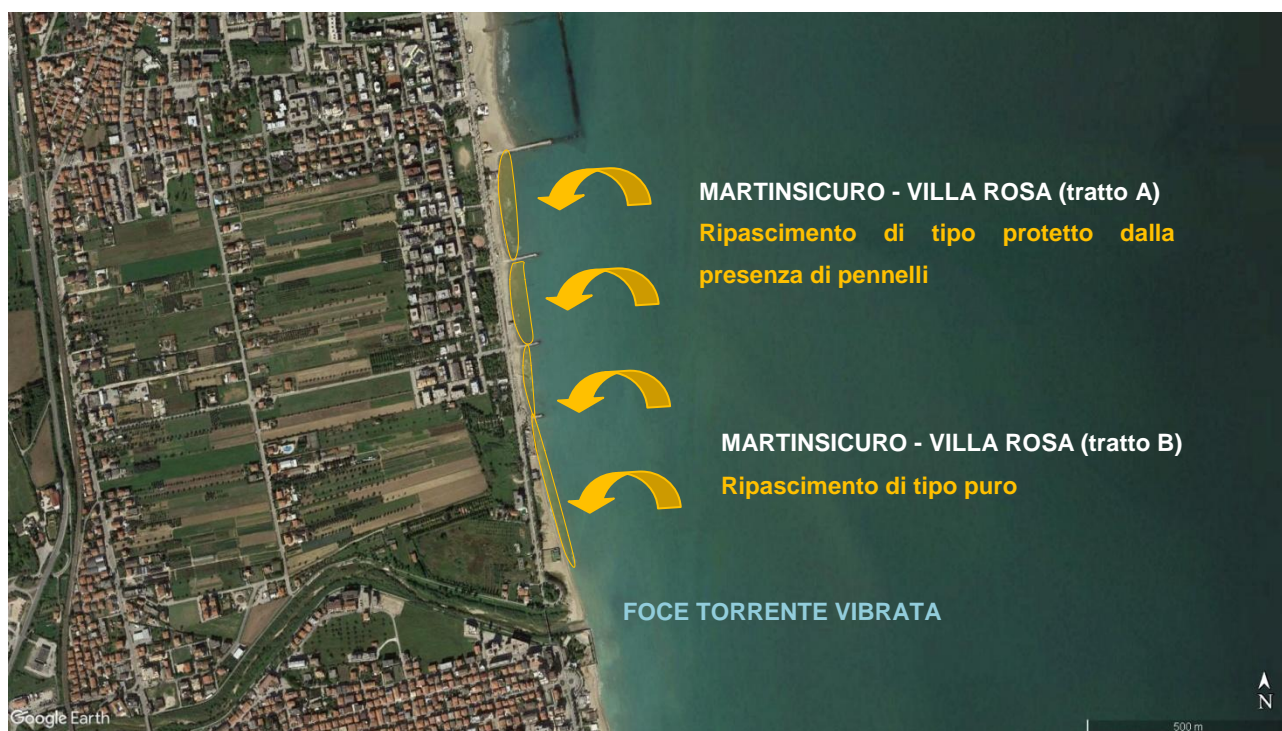 MARTINSICURO - VILLA ROSA (tratto A)
Ripascimento di tipo protetto dalla
presenza di pennelli
MARTINSICURO - VILLA ROSA (tratto B)
Ripascimento di tipo puro
FOCE TORRENTE VIBRATA
Google Earth
N
500 m